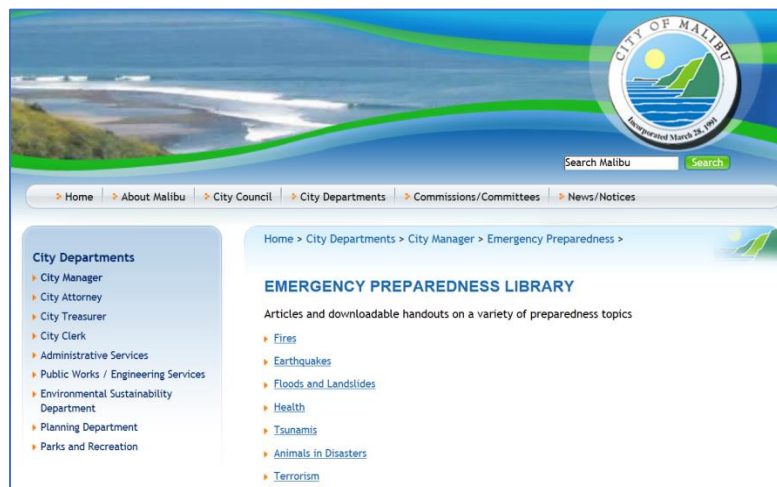 CITY OF MALIBU
Incorporated March 28, 1991
Search Malibu Search
Home About Malibu City Council City Departments Commissions/Committees News/Notices
City Departments
City Manager
City Attorney
City Treasurer
City Clerk
Administrative Services
Public Works / Engineering Services
Environmental Sustainability
Department
Planning Department
Parks and Recreation
Home > City Departments > City Manager > Emergency Preparedness >
EMERGENCY PREPAREDNESS LIBRARY
Articles and downloadable handouts on a variety of preparedness topics
Fires
Earthquakes
Floods and Landslides
Health
Tsunamis
Animals in Disasters
Terrorism